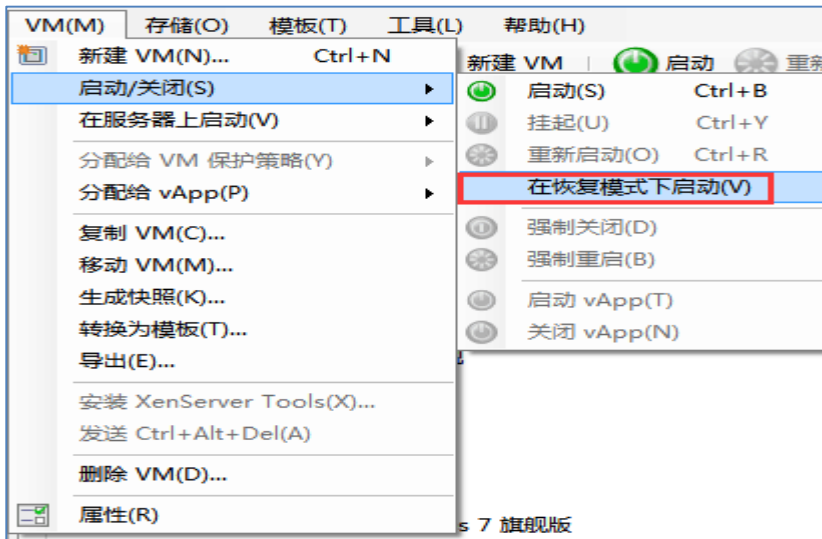 VM(M) 存储(O) 模板(T) 工具(L) 帮助(H)
新建 VM 启动 重新
新建 VM(N)... Ctrl+N
启动/关闭(S)
在服务器上启动(V)
分配给 VM 保护策略(Y)
分配给 vApp(P)
复制 VM(C)...
移动 VM(M)...
生成快照(K)...
转换为模板(T)...
导出(E)...
安装 XenServer Tools(X)...
发送 Ctrl+Alt+Del(A)
删除 VM(D)...
属性(R)
启动(S) Ctrl+B
挂起(U) Ctrl+Y
重新启动(O) Ctrl+R
在恢复模式下启动(V)
强制关闭(D)
强制重启(B)
启动 vApp(T)
关闭 vApp(N)
s 7 旗舰版